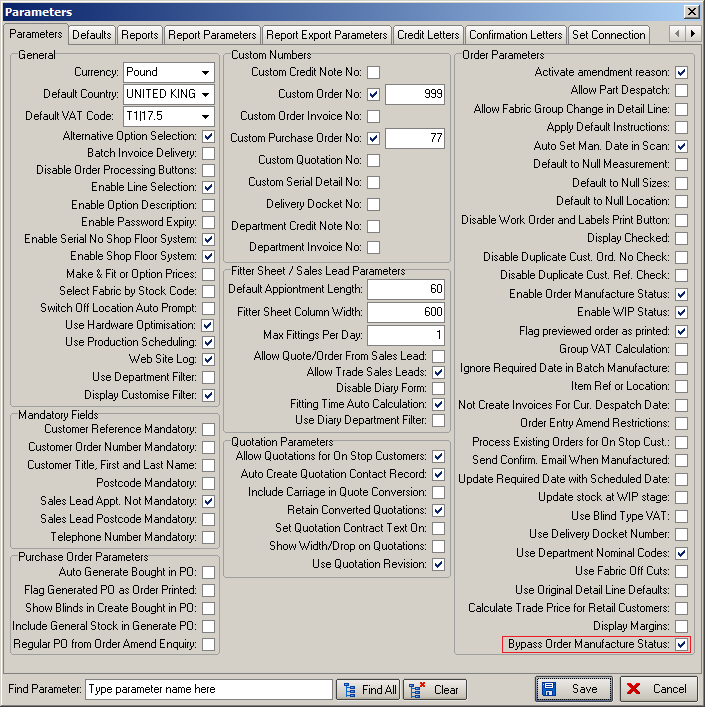 Parameters
Parameters
Defaults
Reports
Report Parameters
Report Export Parameters
Credit Letters
Confirmation Letters
Set Connection
General
Currency: Pound
Default Country: UNITED KING
Default VAT Code: T1|17.5
Alternative Option Selection:
Batch Invoice Delivery:
Disable Order Processing Buttons:
Enable Line Selection:
Enable Option Description:
Enable Password Expiry:
Enable Serial No Shop Floor System:
Enable Shop Floor System:
Make & Fit or Option Prices:
Select Fabric by Stock Code:
Switch Off Location Auto Prompt:
Use Hardware Optimisation:
Use Production Scheduling:
Web Site Log:
Use Department Filter:
Display Customise Filter:
Mandatory Fields
Customer Reference Mandatory:
Customer Order Number Mandatory:
Customer Title, First and Last Name:
Postcode Mandatory:
Sales Lead Appt. Not Mandatory:
Sales Lead Postcode Mandatory:
Telephone Number Mandatory:
Purchase Order Parameters
Auto Generate Bought in PO:
Flag Generated PO as Order Printed:
Show Blinds in Create Bought in PO:
Include General Stock in Generate PO:
Regular PO from Order Amend Enquiry:
Custom Numbers
Custom Credit Note No:
Custom Order No: 999
Custom Order Invoice No:
Custom Purchase Order No: 77
Custom Quotation No:
Custom Serial Detail No:
Delivery Docket No:
Department Credit Note No:
Department Invoice No:
Fitter Sheet / Sales Lead Parameters
Default Appiontment Length: 60
Fitter Sheet Column Width: 600
Max Fittings Per Day: 1
Allow Quote/Order From Sales Lead:
Allow Trade Sales Leads:
Disable Diary Form:
Fitting Time Auto Calculation:
Use Diary Department Filter:
Quotation Parameters
Allow Quotations for On Stop Customers:
Auto Create Quotation Contact Record:
Include Carriage in Quote Conversion:
Retain Converted Quotations:
Set Quotation Contract Text On:
Show Width/Drop on Quotations:
Use Quotation Revision:
Order Parameters
Activate amendment reason:
Allow Part Despatch:
Allow Fabric Group Change in Detail Line:
Apply Default Instructions:
Auto Set Man. Date in Scan:
Default to Null Measurement:
Default to Null Sizes:
Default to Null Location:
Disable Work Order and Labels Print Button:
Display Checked:
Disable Duplicate Cust. Ord. No Check:
Disable Duplicate Cust. Ref. Check:
Enable Order Manufacture Status:
Enable WIP Status:
Flag previewed order as printed:
Group VAT Calculation:
Ignore Required Date in Batch Manufacture:
Item Ref or Location:
Not Create Invoices For Cur. Despatch Date:
Order Entry Amend Restrictions:
Process Existing Orders for On Stop Cust.:
Send Confirm. Email When Manufactured:
Update Required Date with Scheduled Date:
Update stock at WIP stage:
Use Blind Type VAT:
Use Delivery Docket Number:
Use Department Nominal Codes:
Use Fabric Off Cuts:
Use Original Detail Line Defaults:
Calculate Trade Price for Retail Customers:
Display Margins:
Bypass Order Manufacture Status:
Find Parameter: Type parameter name here
Find All
Clear
Save
Cancel